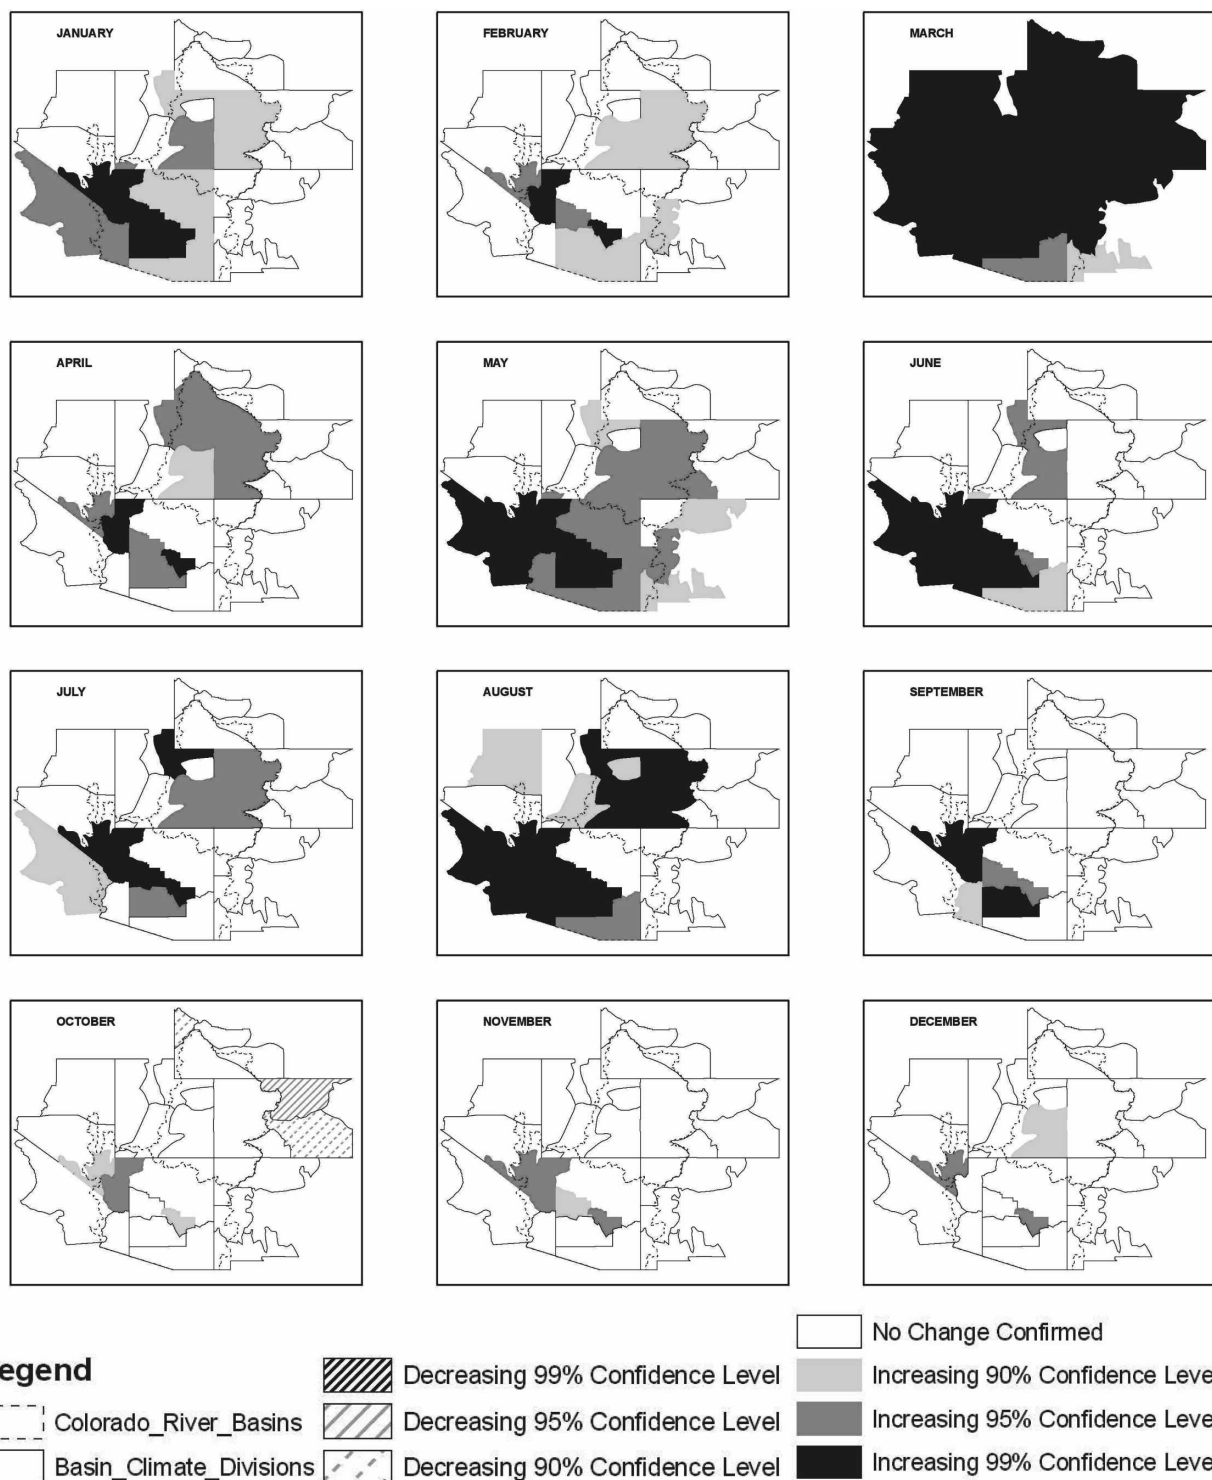 JANUARY
FEBRUARY
MARCH
APRIL
MAY
JUNE
JULY
AUGUST
SEPTEMBER
OCTOBER
NOVEMBER
DECEMBER
egend
Colorado_River_Basins
Basin_Climate_Divisions
Decreasing 99% Confidence Level
Decreasing 95% Confidence Level
Decreasing 90% Confidence Level
No Change Confirmed
Increasing 90% Confidence Leve
Increasing 95% Confidence Leve
Increasing 99% Confidence Leve